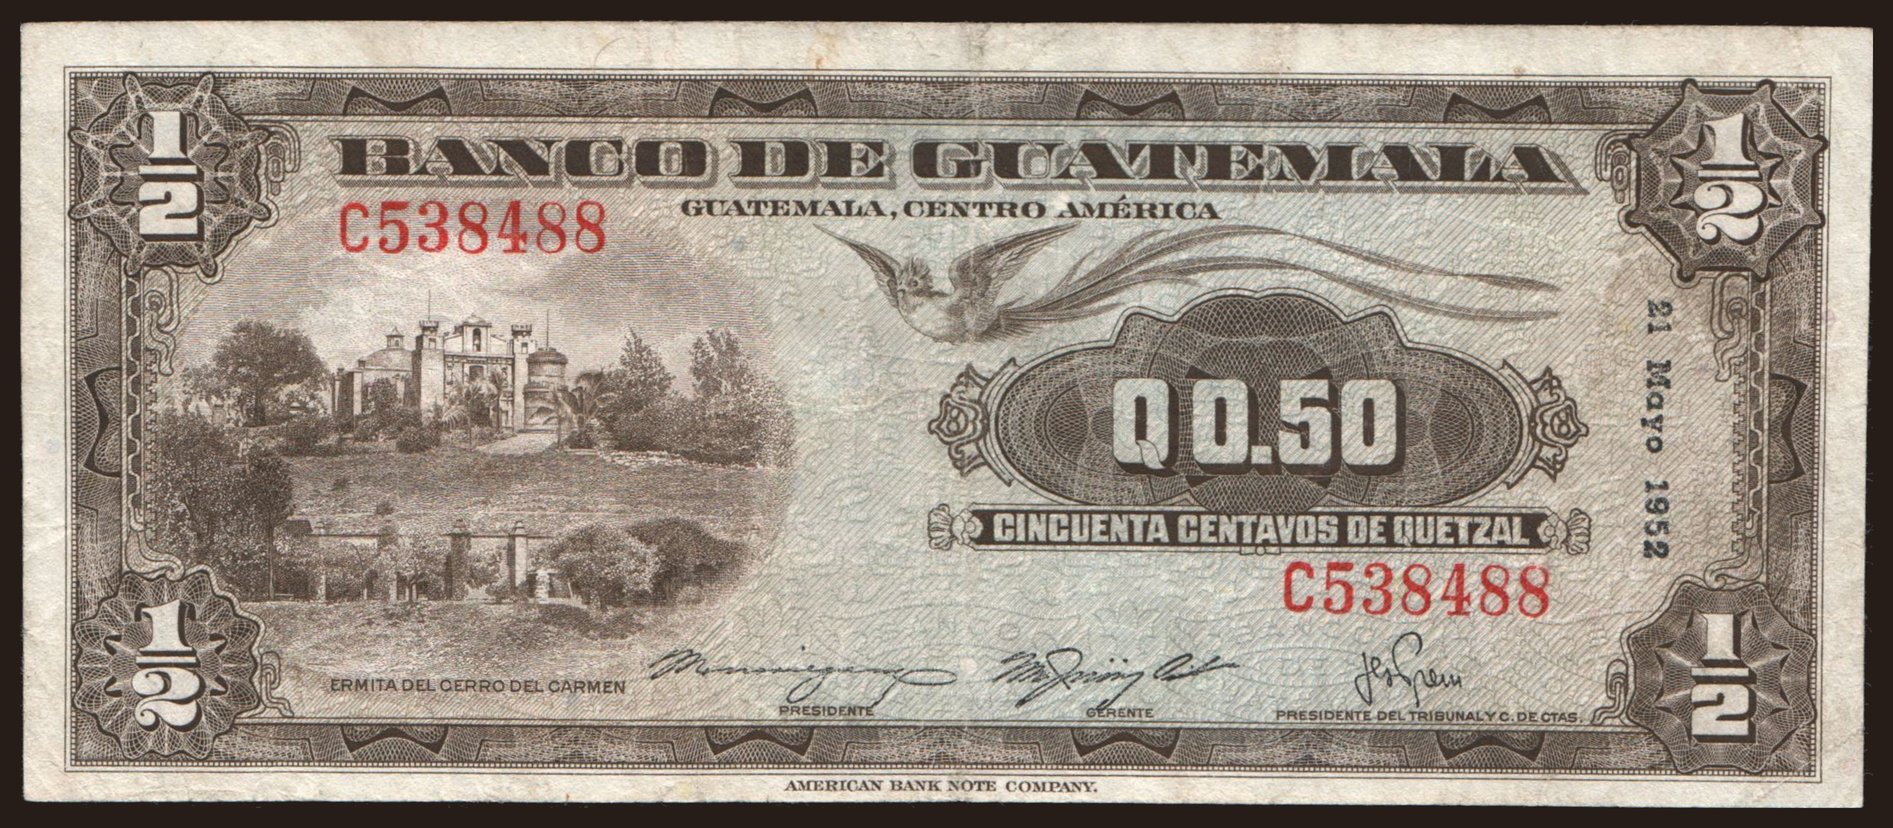 1/2
1/2
BANCO DE GUATEMALA
GUATEMALA, CENTRO AMÉRICA
C538488
Q 0.50
CINCUENTA CENTAVOS DE QUETZAL
21 Mayo 1952
C538488
1/2
1/2
ERMITA DEL CERRO DEL CARMEN
PRESIDENTE
GERENTE
PRESIDENTE DEL TRIBUNAL Y C. DE CTAS.
AMERICAN BANK NOTE COMPANY.